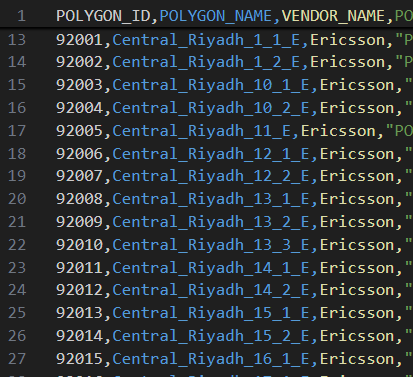 1 POLYGON_ID,POLYGON_NAME,VENDOR_NAME,PO
13 92001,Central_Riyadh_1_1_E,Ericsson,"P
14 92002,Central_Riyadh_1_2_E,Ericsson,"P
15 92003,Central_Riyadh_10_1_E,Ericsson,"
16 92004,Central_Riyadh_10_2_E,Ericsson,"
17 92005,Central_Riyadh_11_E,Ericsson,"PO
18 92006,Central_Riyadh_12_1_E,Ericsson,"
19 92007,Central_Riyadh_12_2_E,Ericsson,"
20 92008,Central_Riyadh_13_1_E,Ericsson,"
21 92009,Central_Riyadh_13_2_E,Ericsson,"
22 92010,Central_Riyadh_13_3_E,Ericsson,"
23 92011,Central_Riyadh_14_1_E,Ericsson,"
24 92012,Central_Riyadh_14_2_E,Ericsson,"
25 92013,Central_Riyadh_15_1_E,Ericsson,"
26 92014,Central_Riyadh_15_2_E,Ericsson,"
27 92015,Central_Riyadh_16_1_E,Ericsson,"